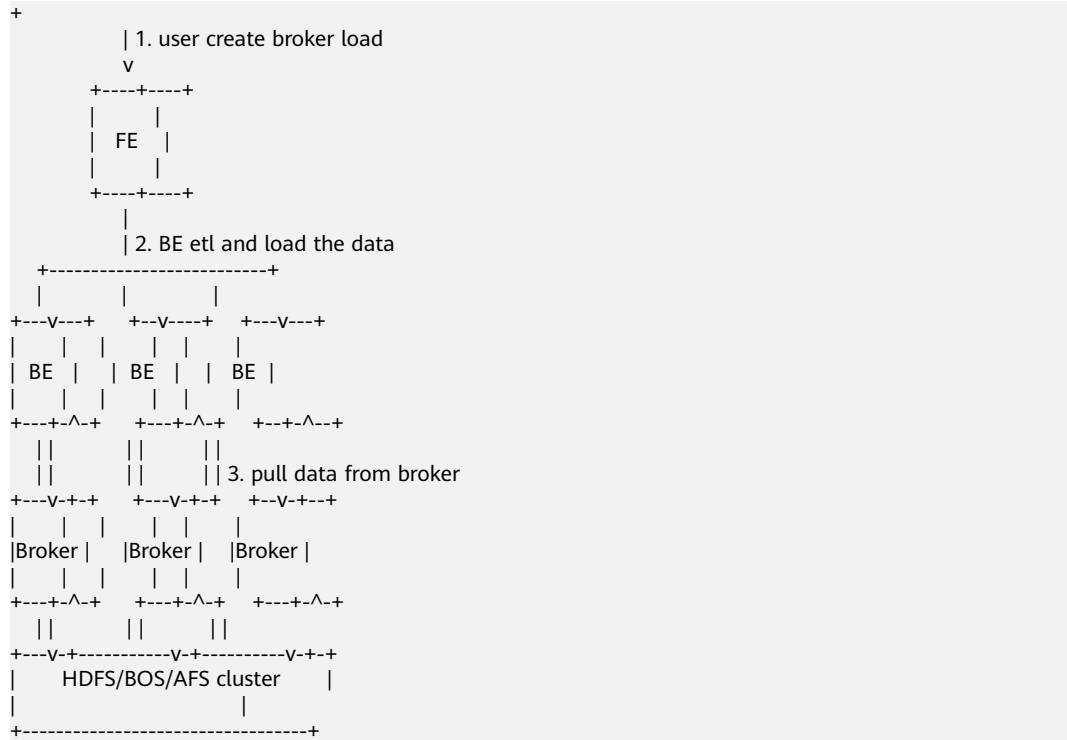 +
| 1. user create broker load
v
+----+----+
| |
| FE |
| |
+----+----+
|
| 2. BE etl and load the data
+--------------------------+
| | |
+---v---+ +--v----+ +---v---+
| | | | | |
| BE | | BE | | BE |
| | | | | |
+---+-^-+ +---+-^-+ +--+-^--+
| | | | | |
| | | | | | 3. pull data from broker
+---v-+-+ +---v-+-+ +--v-+--+
| | | | | |
|Broker | |Broker | |Broker |
| | | | | |
+---+-^-+ +---+-^-+ +---+-^-+
| | | | | |
+---v-+-----------v-+----------v-+-+
| HDFS/BOS/AFS cluster |
| |
+----------------------------------+